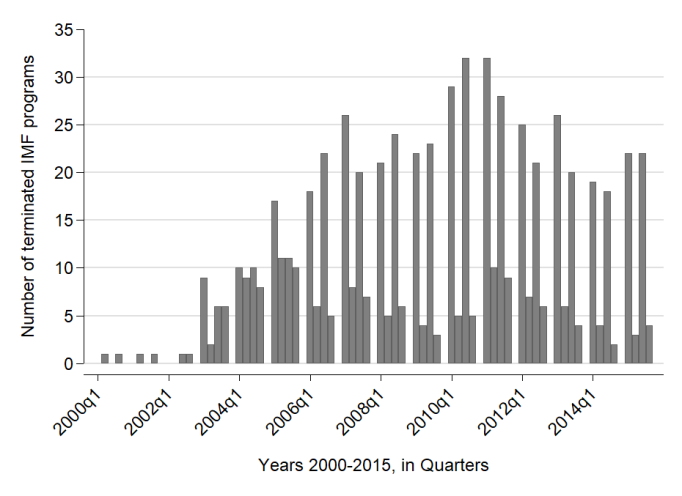 Number of terminated IMF programs
35
30
25
20
15
10
5
0
2000q1
2002q1
2004q1
2006q1
2008q1
2010q1
2012q1
2014q1
Years 2000-2015, in Quarters